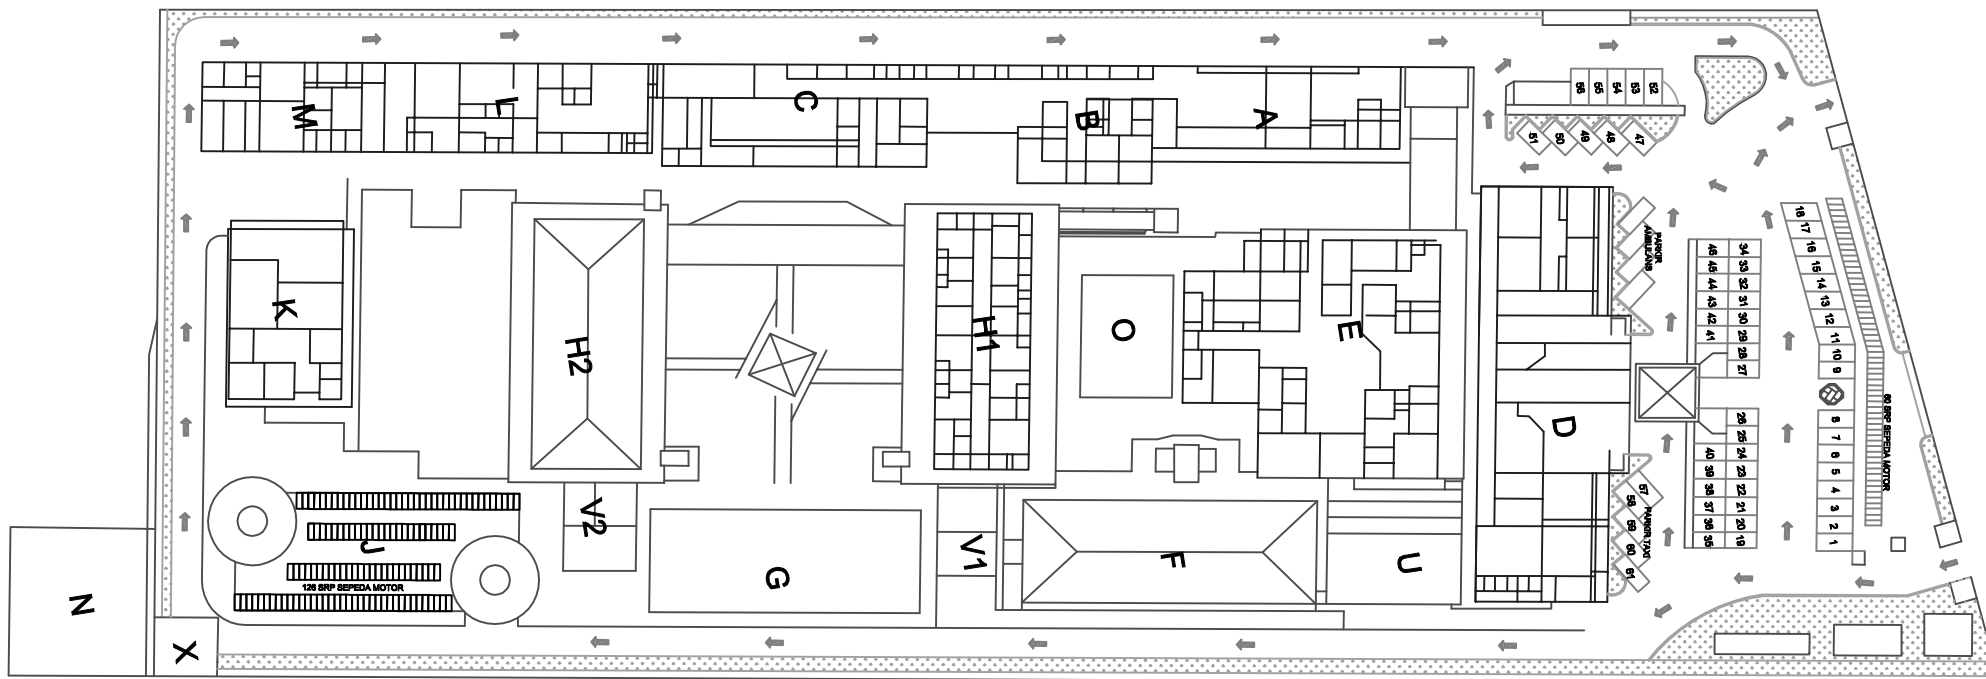 M
L
C
B
A
56 55 54 53 52
51 50 49 48 47
PARKIR
AMBULANS
K
H2
H1
O
E
D
46 45 44 43 42 41
34 33 32 31 30 29 28 27
18 17 16 15 14 13 12 11 10 9
26 25 24 23 22 21 20 19
40 39 38 37 36 35
8 7 6 5 4 3 2 1
60 SRP SEPEDA MOTOR
57 58 59 60 61
PARKIR TAXI
J
126 SRP SEPEDA MOTOR
V2
G
V1
F
U
N
X